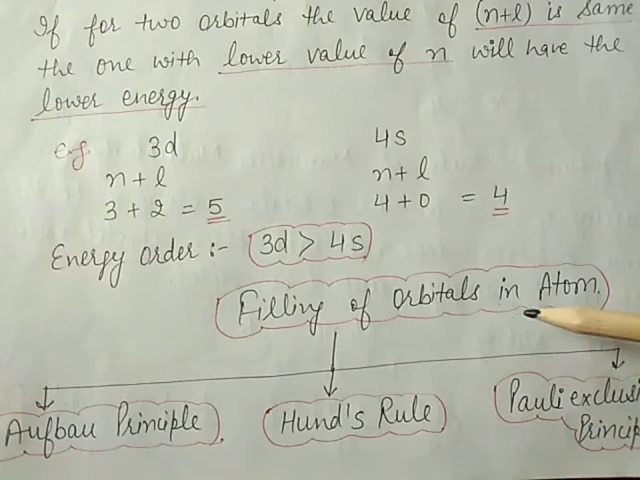 If for two orbitals the value of (n+l) is same
the one with lower value of n will have the
lower energy.
e.g. 3d 4s
n + l n + l
3 + 2 = 5 4 + 0 = 4
Energy order :- 3d > 4s
Filling of orbitals in Atom.
Aufbau Principle. Hund's Rule Pauli exclusi
Princip